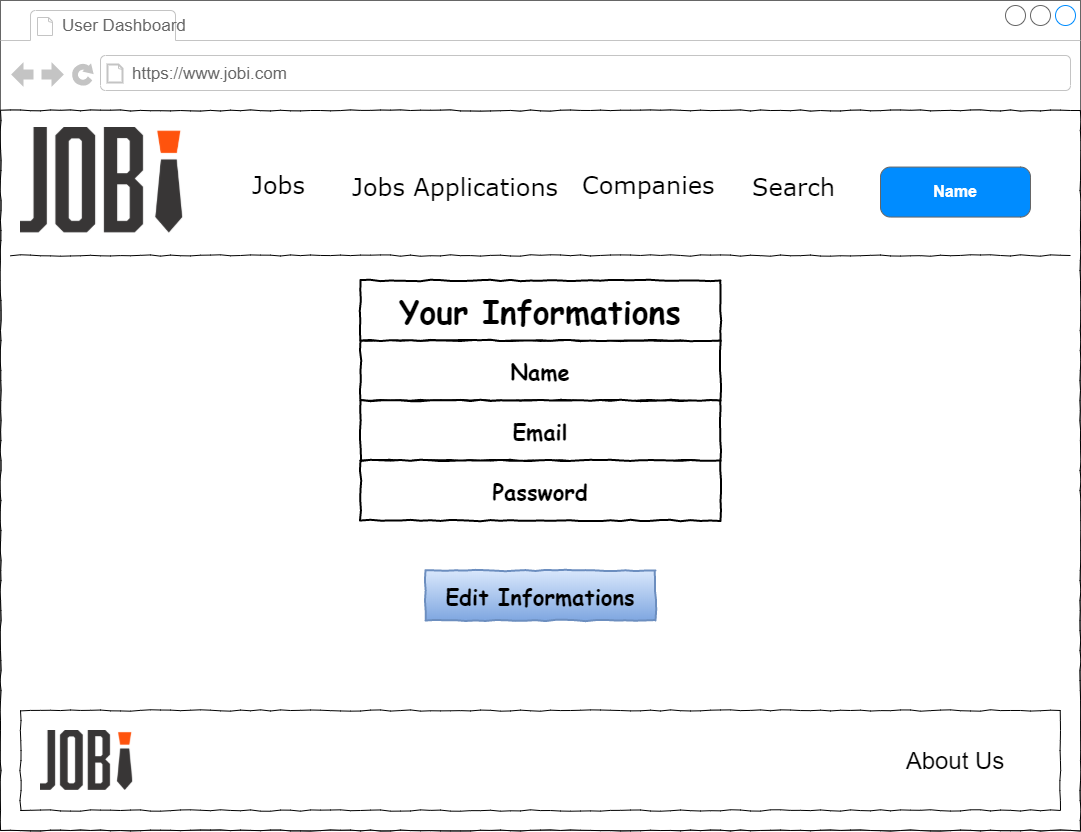 User Dashboard
https://www.jobi.com
JOBi
Jobs
Jobs Applications
Companies
Search
Name
Your Informations
Name
Email
Password
Edit Informations
JOBi
About Us